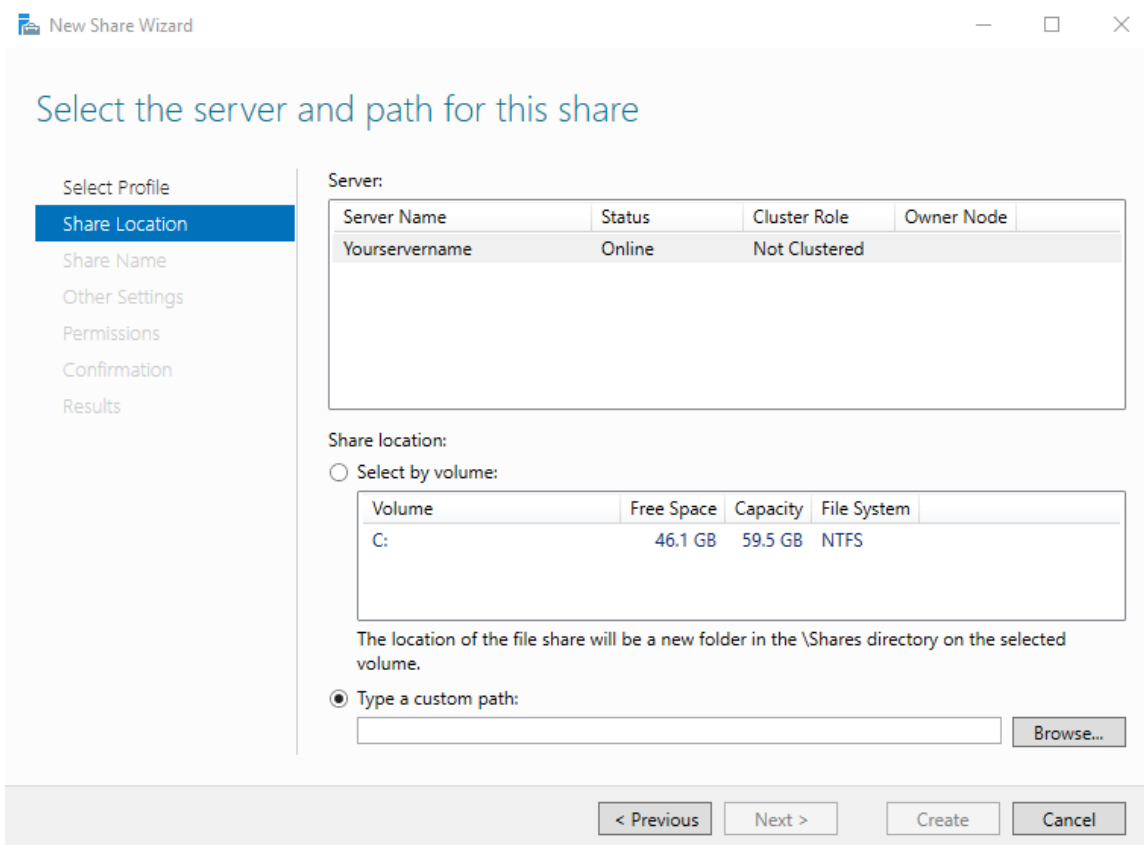 New Share Wizard
Select the server and path for this share
Select Profile
Share Location
Share Name
Other Settings
Permissions
Confirmation
Results
Server:
Server Name Status Cluster Role Owner Node
Yourservername Online Not Clustered
Share location:
Select by volume:
Volume Free Space Capacity File System
C: 46.1 GB 59.5 GB NTFS
The location of the file share will be a new folder in the \Shares directory on the selected
volume.
Type a custom path:
Browse...
< Previous Next > Create Cancel